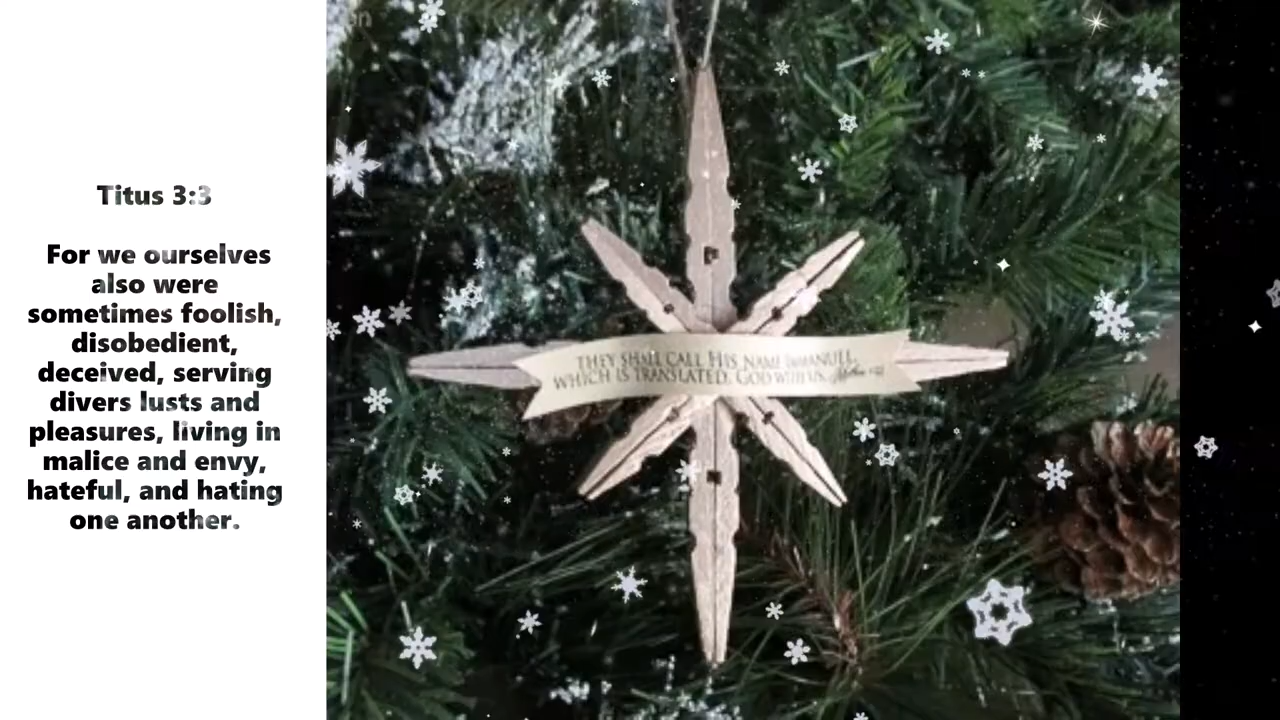 Titus 3:3
For we ourselves
also were
sometimes foolish,
disobedient,
deceived, serving
divers lusts and
pleasures, living in
malice and envy,
hateful, and hating
one another.
THEY SHALL CALL HIS NAME IMMANUEL,
WHICH IS TRANSLATED, GOD WITH US.